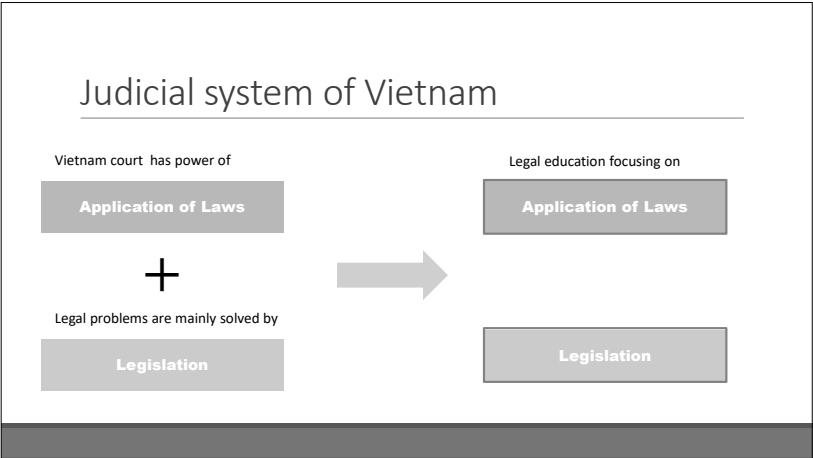 Judicial system of Vietnam
Vietnam court has power of
Application of Laws
+
Legal problems are mainly solved by
Legislation
Legal education focusing on
Application of Laws
Legislation